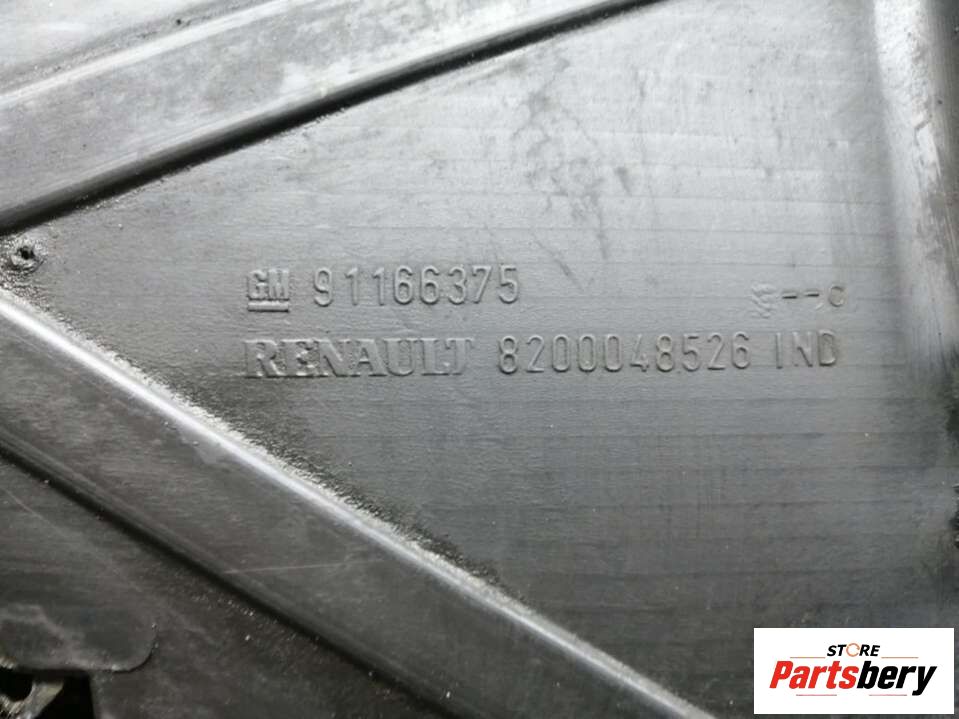 GM 91166375
RENAULT 8200048526 IND
STORE
Partsbery